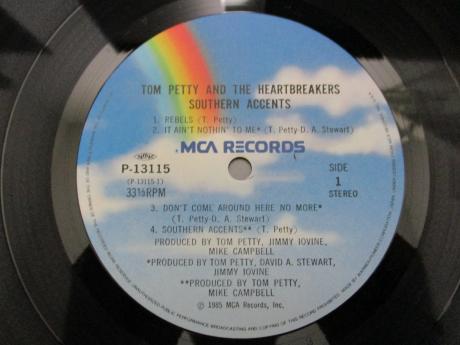 TOM PETTY AND THE HEARTBREAKERS
SOUTHERN ACCENTS
1. REBELS (T. Petty)
2. IT AIN'T NOTHIN' TO ME* (T. Petty-D. A. Stewart)
MCA RECORDS
P-13115
(P-13115-1)
33⅓RPM
SIDE
1
STEREO
3. DON'T COME AROUND HERE NO MORE*
(T. Petty-D. A. Stewart)
4. SOUTHERN ACCENTS** (T. Petty)
PRODUCED BY TOM PETTY, JIMMY IOVINE,
MIKE CAMPBELL
*PRODUCED BY TOM PETTY, DAVID A. STEWART,
JIMMY IOVINE
**PRODUCED BY TOM PETTY,
MIKE CAMPBELL
Ⓟ1985 MCA Records, Inc.